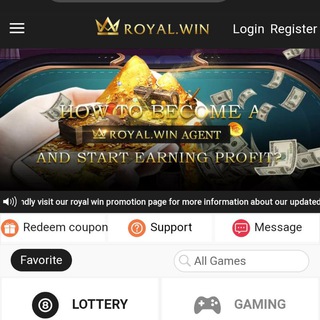 ROYAL.WIN
Login Register
HOW TO BECOME A
ROYAL.WIN AGENT
AND START EARNING PROFIT?
ndly visit our royal win promotion page for more information about our updated
Redeem coupon
Support
Message
Favorite
All Games
8
LOTTERY
GAMING